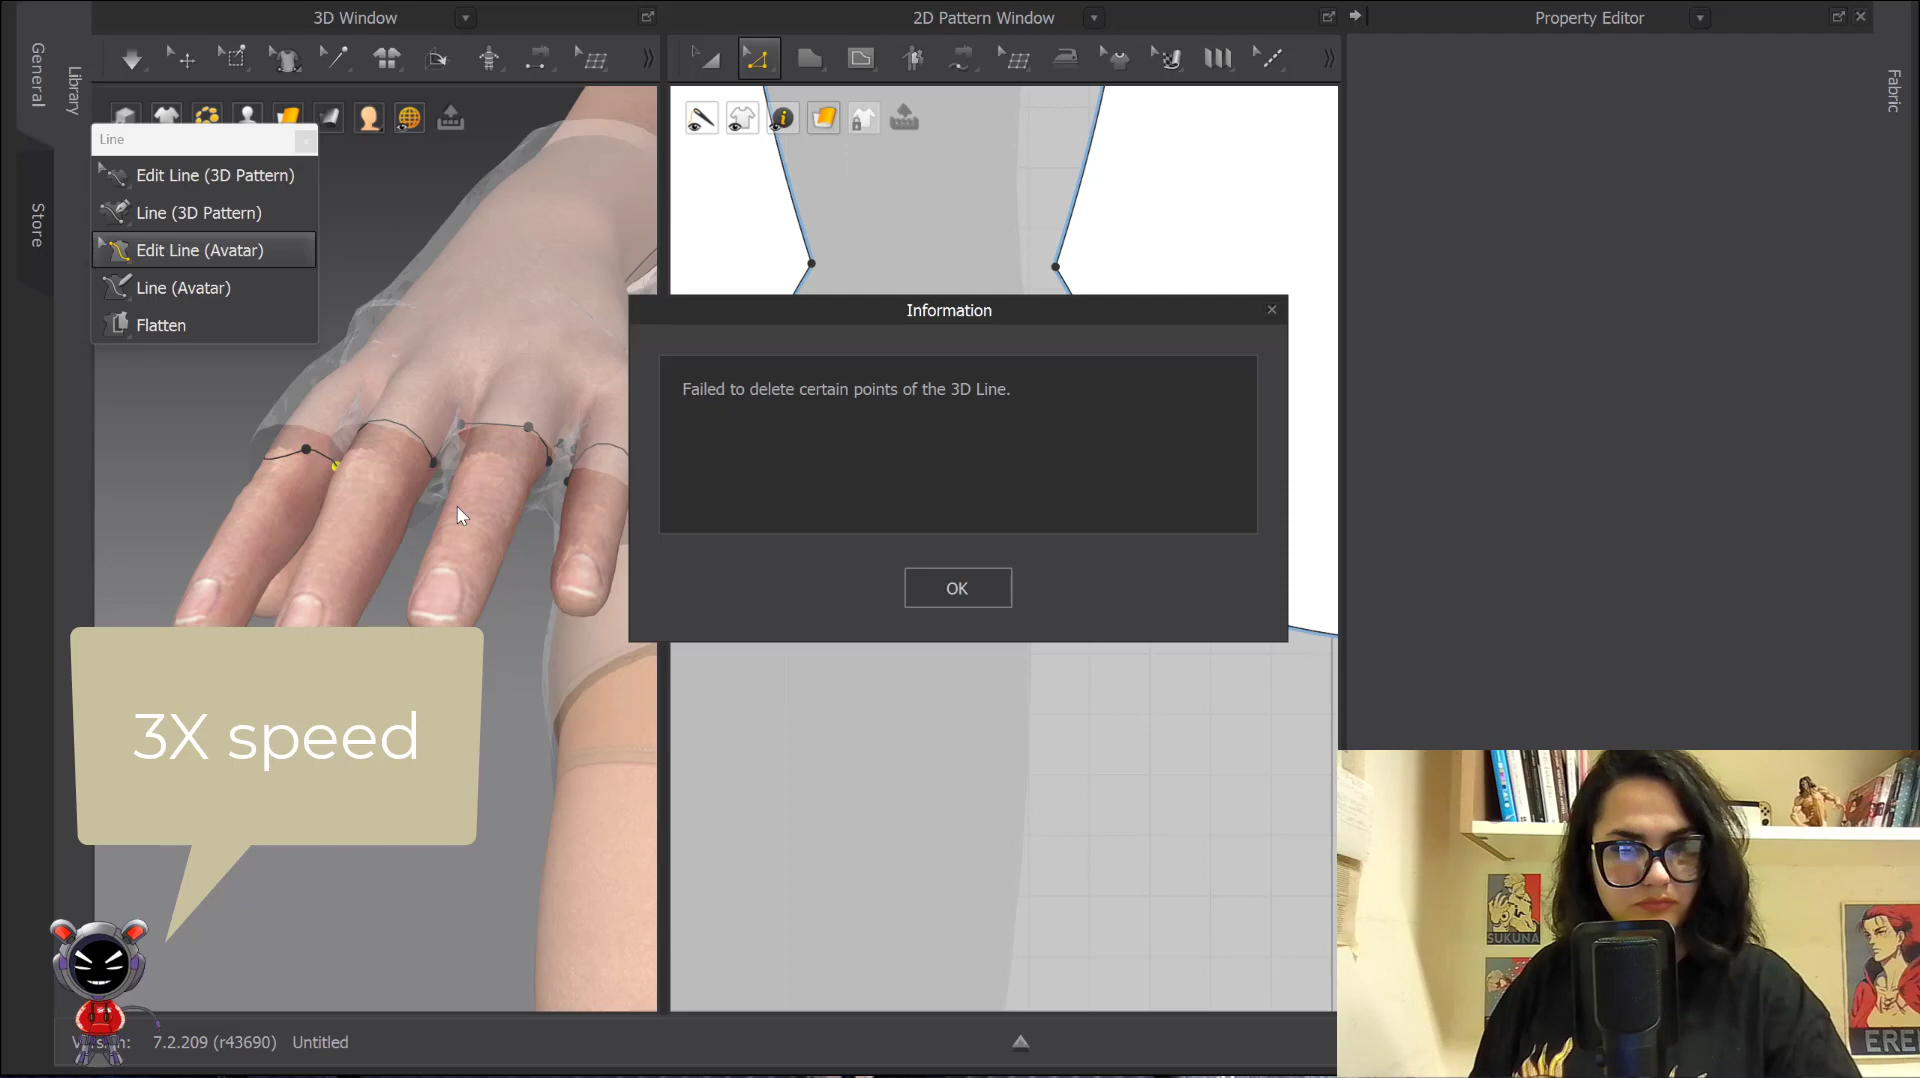 3D Window
2D Pattern Window
Property Editor
General
Library
Store
Fabric
Line
Edit Line (3D Pattern)
Line (3D Pattern)
Edit Line (Avatar)
Line (Avatar)
Flatten
Information
Failed to delete certain points of the 3D Line.
OK
3X speed
7.2.209 (r43690)
Untitled
SUKUNA